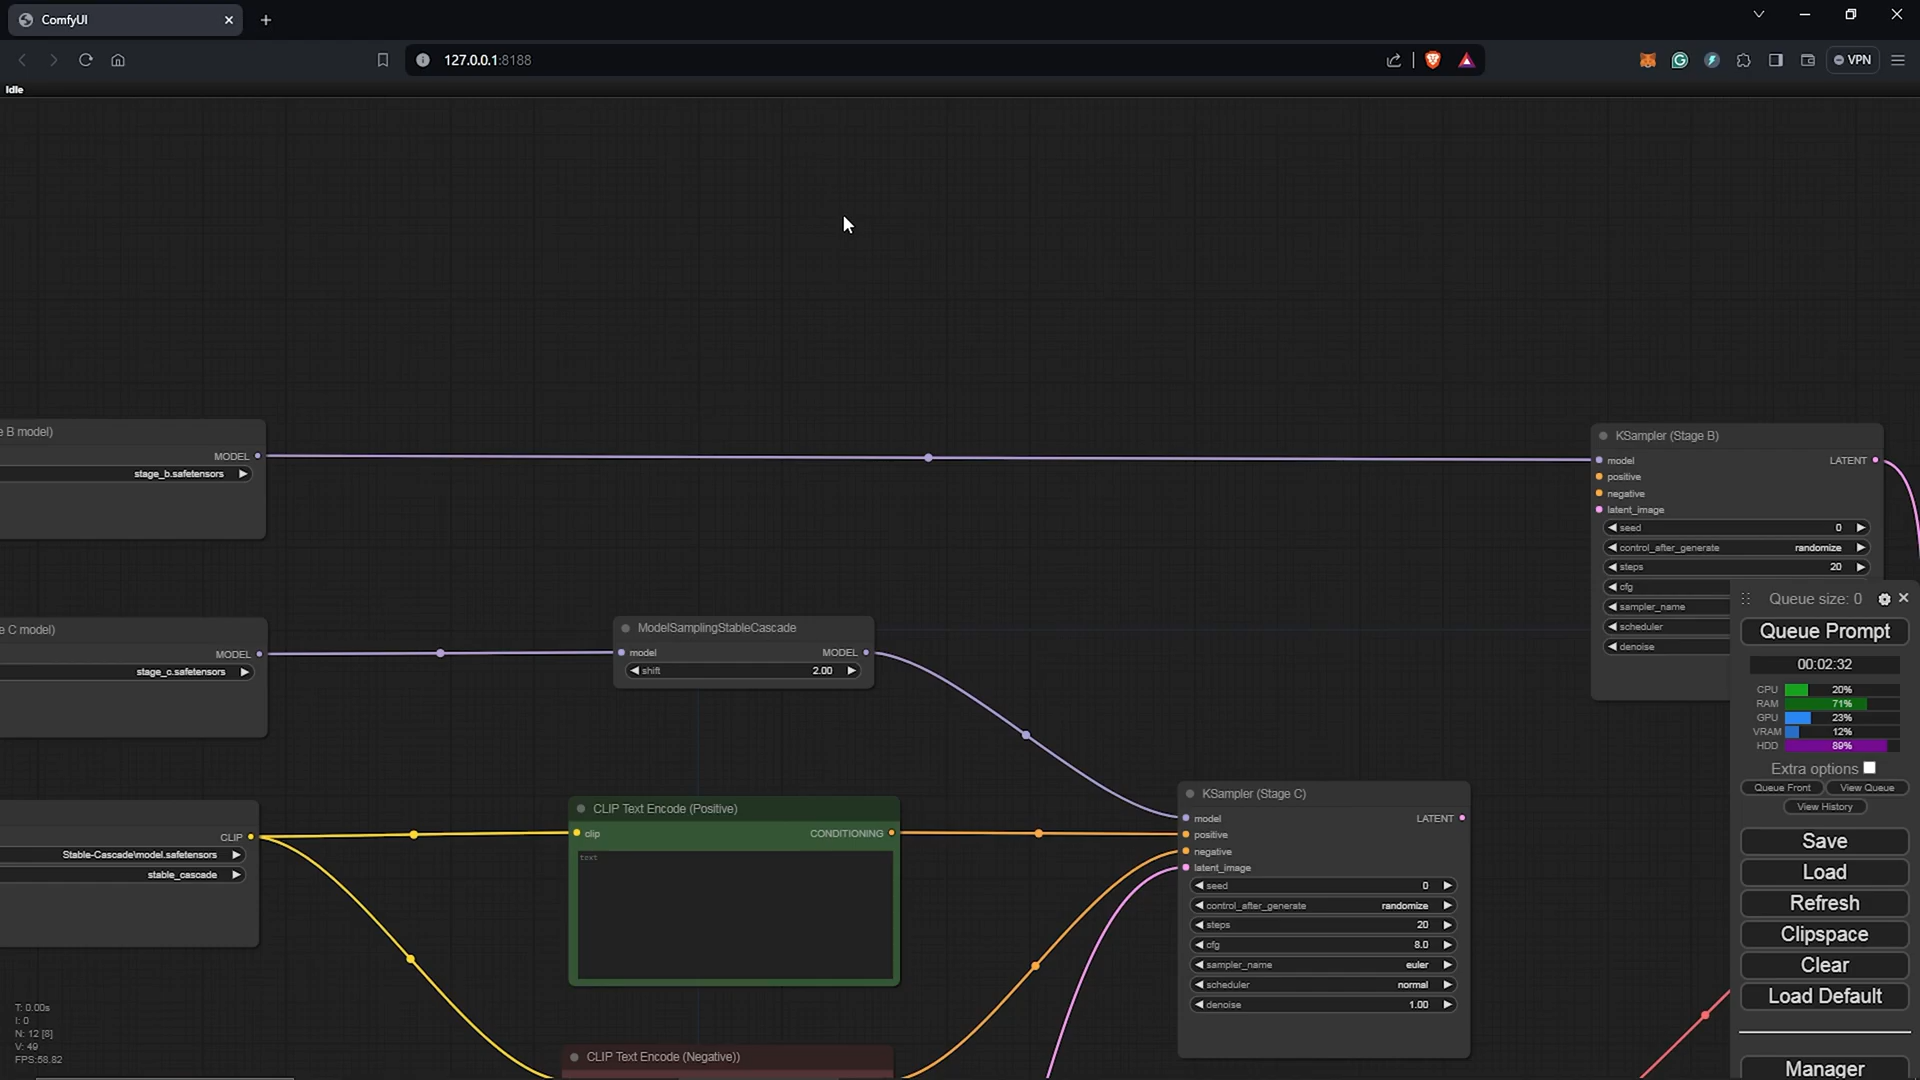 ComfyUI
127.0.0.1:8188
VPN
Idle
e B model)
MODEL
stage_b.safetensors
KSampler (Stage B)
model
LATENT
positive
negative
latent_image
seed
0
control_after_generate
randomize
steps
20
cfg
sampler_name
scheduler
denoise
e C model)
MODEL
stage_c.safetensors
ModelSamplingStableCascade
model
MODEL
shift
2.00
CLIP
Stable-Cascade\model.safetensors
stable_cascade
CLIP Text Encode (Positive)
clip
CONDITIONING
text
CLIP Text Encode (Negative))
KSampler (Stage C)
model
LATENT
positive
negative
latent_image
seed
0
control_after_generate
randomize
steps
20
cfg
8.0
sampler_name
euler
scheduler
normal
denoise
1.00
Queue size: 0
Queue Prompt
00:02:32
CPU
20%
RAM
71%
GPU
23%
VRAM
12%
HDD
89%
Extra options
Queue Front
View Queue
View History
Save
Load
Refresh
Clipspace
Clear
Load Default
Manager
T: 0.00s
I: 0
N: 12 [8]
V: 49
FPS:58.82